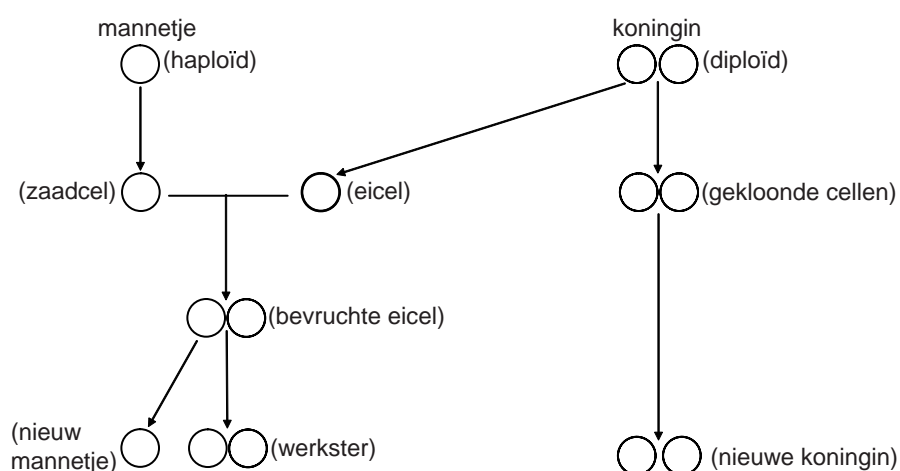 mannetje
(haploïd)
koningin
(diploïd)
(zaadcel)
(eicel)
(gekloonde cellen)
(bevruchte eicel)
(nieuw
mannetje)
(werkster)
(nieuwe koningin)